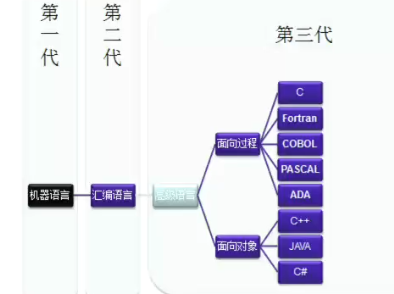 第一代
第二代
第三代
机器语言
汇编语言
高级语言
面向过程
C
Fortran
COBOL
PASCAL
ADA
面向对象
C++
JAVA
C#